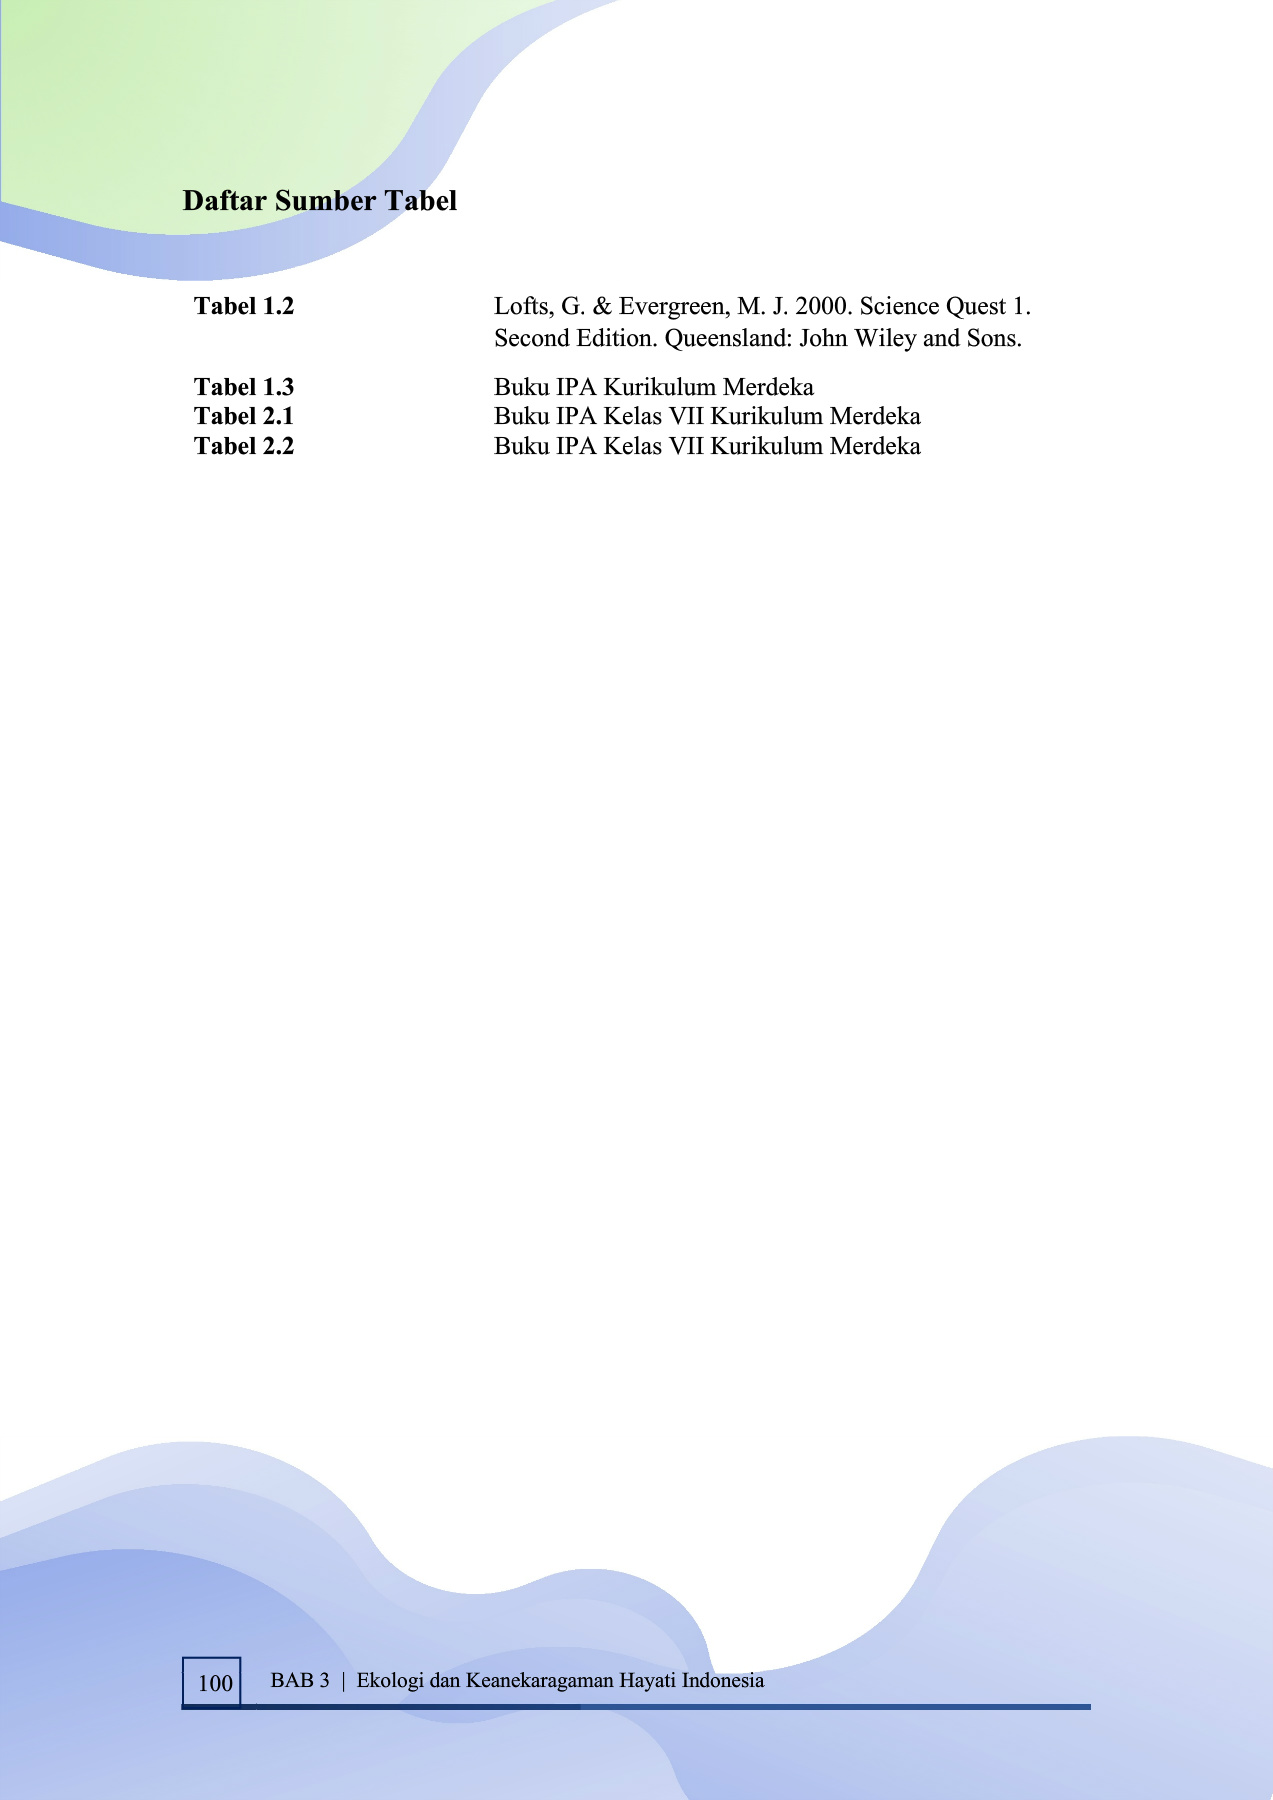 Daftar Sumber Tabel
Tabel 1.2 Lofts, G. & Evergreen, M. J. 2000. Science Quest 1.
Second Edition. Queensland: John Wiley and Sons.
Tabel 1.3 Buku IPA Kurikulum Merdeka
Tabel 2.1 Buku IPA Kelas VII Kurikulum Merdeka
Tabel 2.2 Buku IPA Kelas VII Kurikulum Merdeka
100 BAB 3 | Ekologi dan Keanekaragaman Hayati Indonesia